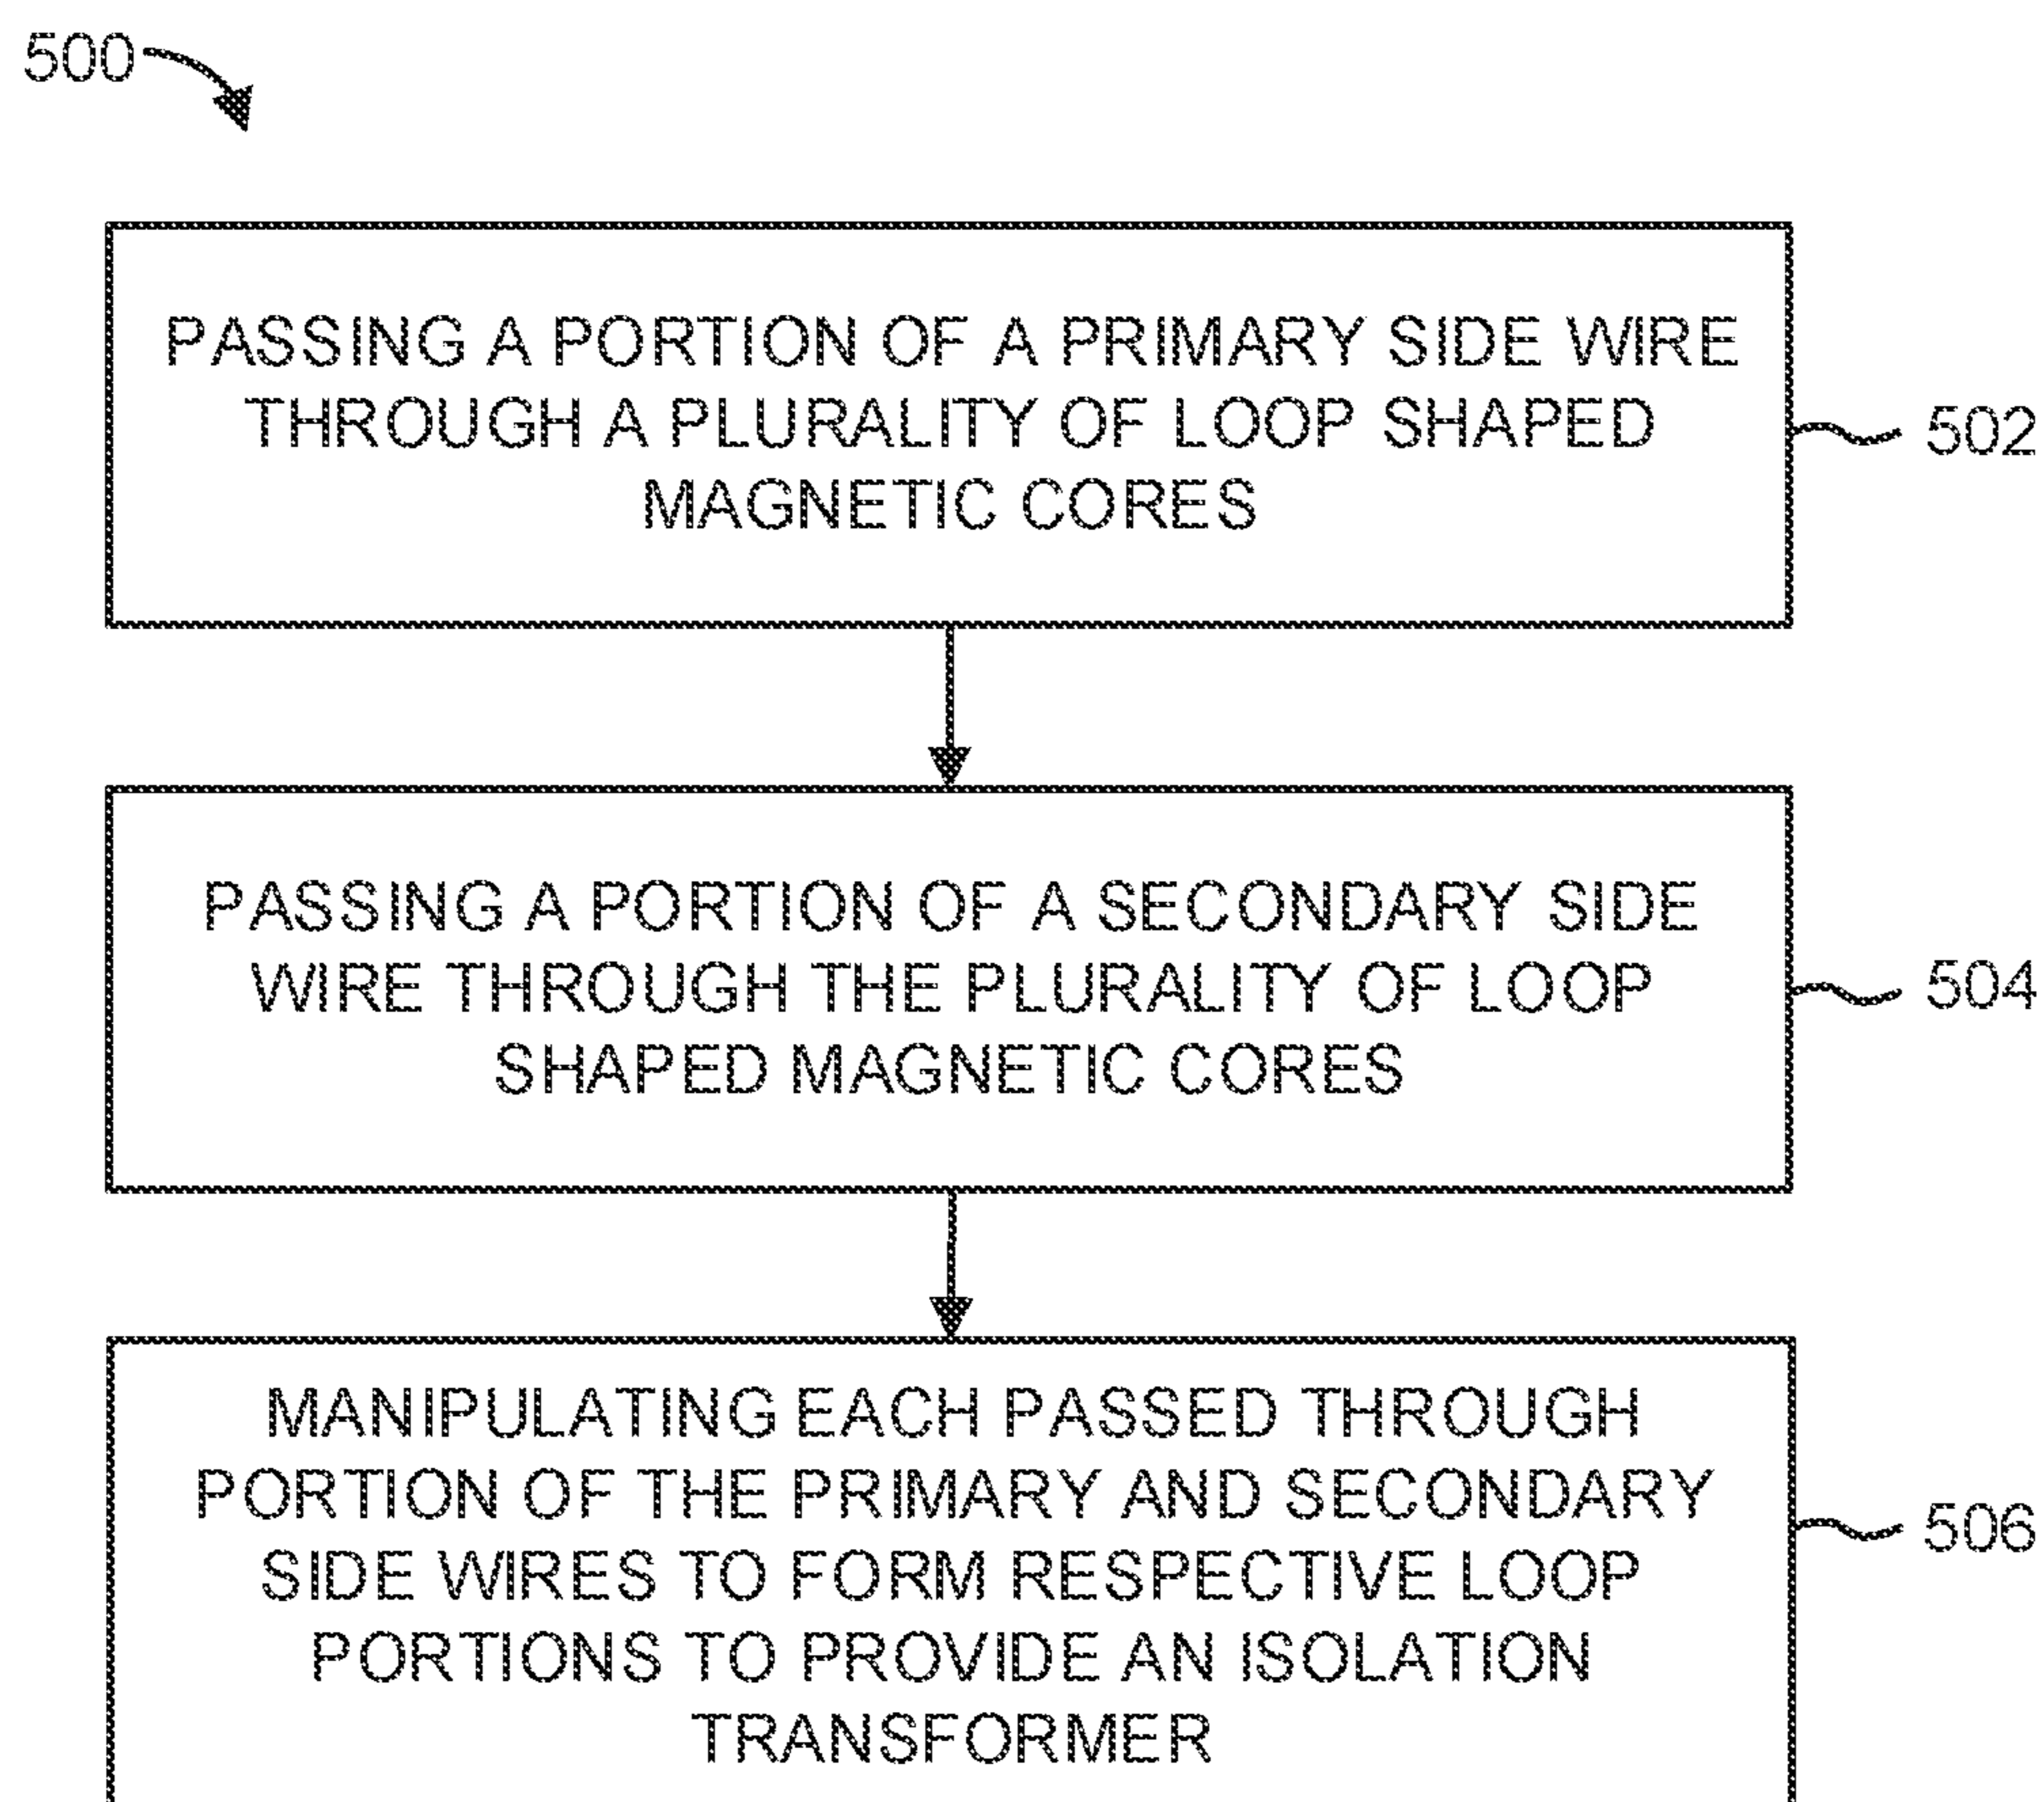 500
PASSING A PORTION OF A PRIMARY SIDE WIRE
THROUGH A PLURALITY OF LOOP SHAPED
MAGNETIC CORES
502
PASSING A PORTION OF A SECONDARY SIDE
WIRE THROUGH THE PLURALITY OF LOOP
SHAPED MAGNETIC CORES
504
MANIPULATING EACH PASSED THROUGH
PORTION OF THE PRIMARY AND SECONDARY
SIDE WIRES TO FORM RESPECTIVE LOOP
PORTIONS TO PROVIDE AN ISOLATION
TRANSFORMER
506